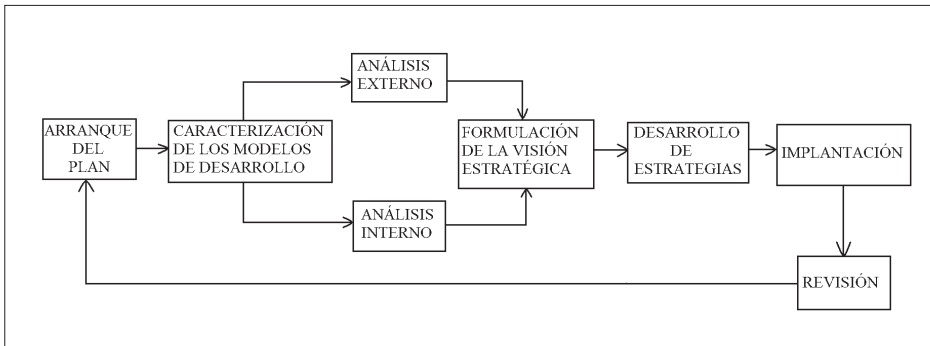 ARRANQUE
DEL
PLAN
CARACTERIZACIÓN
DE LOS MODELOS
DE DESARROLLO
ANÁLISIS
EXTERNO
ANÁLISIS
INTERNO
FORMULACIÓN
DE LA VISIÓN
ESTRATÉGICA
DESARROLLO
DE
ESTRATEGIAS
IMPLANTACIÓN
REVISIÓN